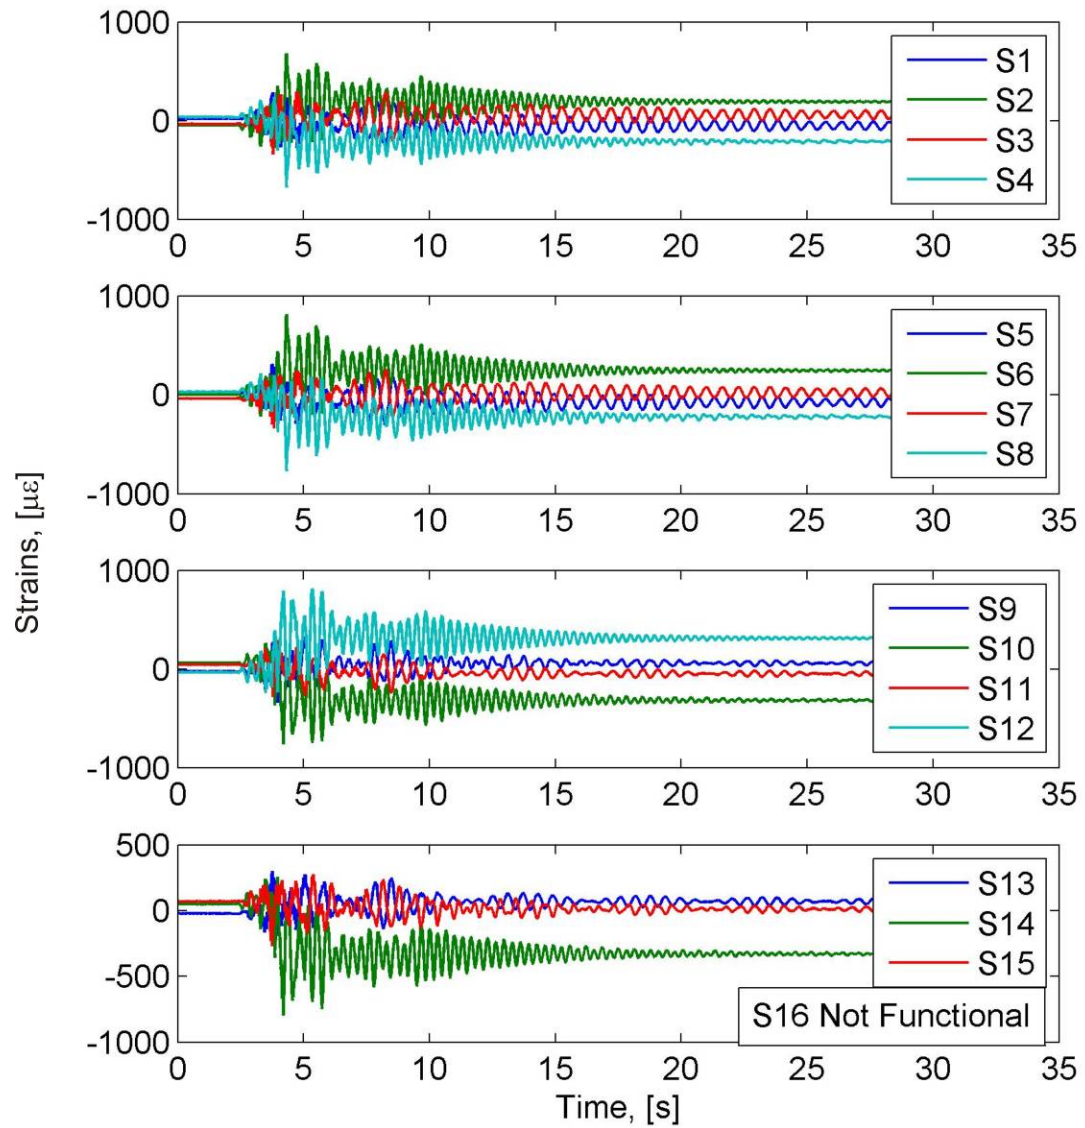 Strains, [με]
1000
0
-1000
0 5 10 15 20 25 30 35
S1
S2
S3
S4
1000
0
-1000
0 5 10 15 20 25 30 35
S5
S6
S7
S8
1000
0
-1000
0 5 10 15 20 25 30 35
S9
S10
S11
S12
500
0
-500
-1000
0 5 10 15 20 25 30 35
S13
S14
S15
S16 Not Functional
Time, [s]